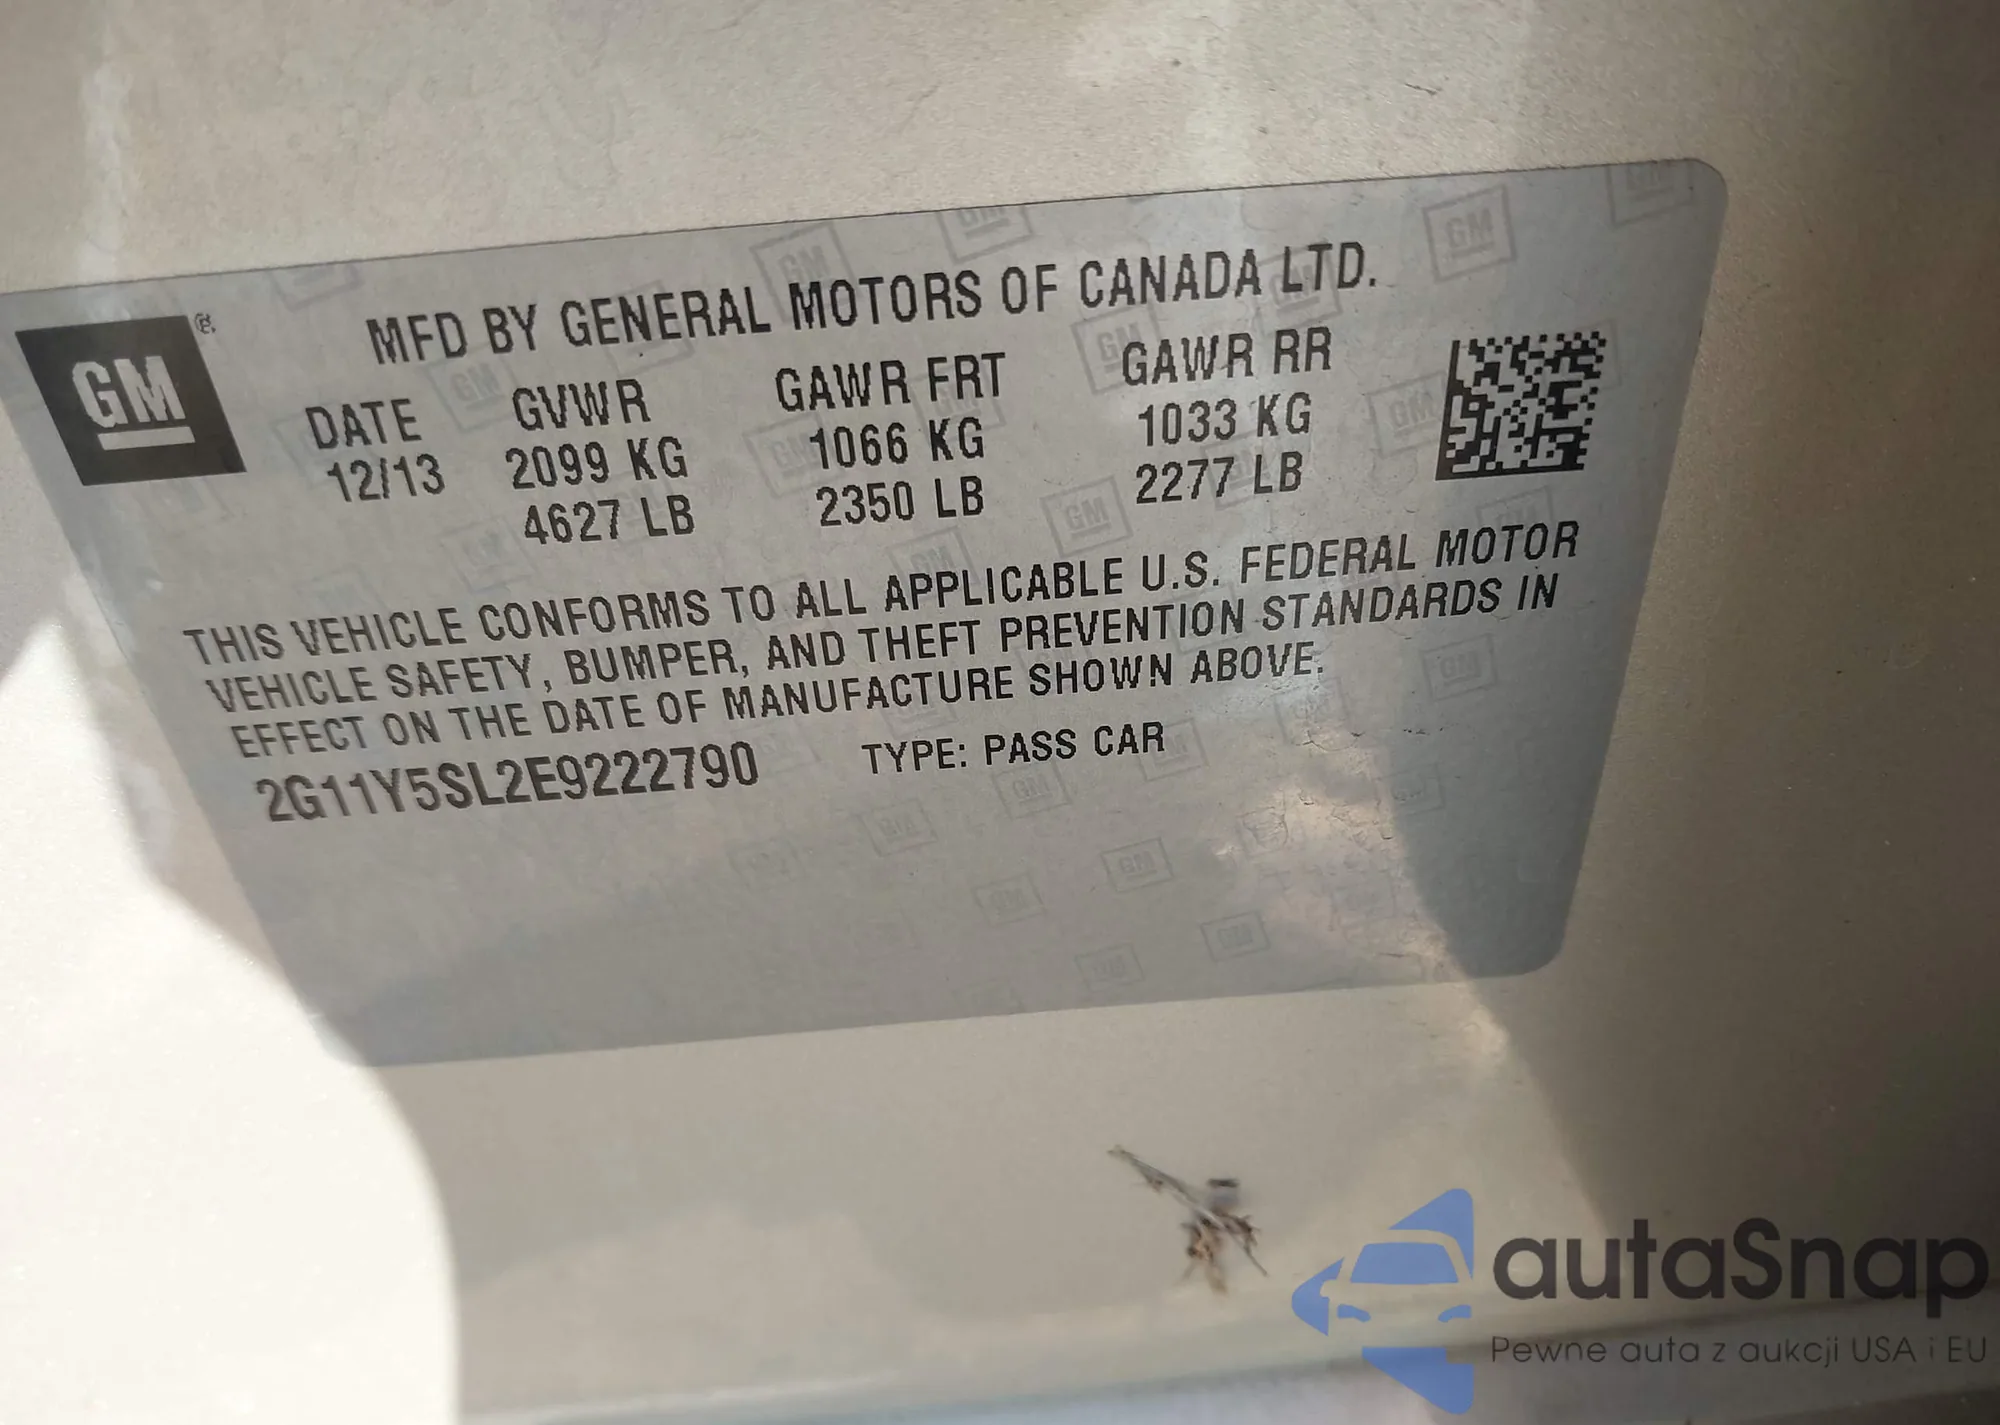 MFD BY GENERAL MOTORS OF CANADA LTD.
GM
DATE GVWR GAWR FRT GAWR RR
12/13 2099 KG 1066 KG 1033 KG
4627 LB 2350 LB 2277 LB
THIS VEHICLE CONFORMS TO ALL APPLICABLE U.S. FEDERAL MOTOR
VEHICLE SAFETY, BUMPER, AND THEFT PREVENTION STANDARDS IN
EFFECT ON THE DATE OF MANUFACTURE SHOWN ABOVE.
2G11Y5SL2E9222790 TYPE: PASS CAR
autaSnap
Pewne auta z aukcji USA i EU